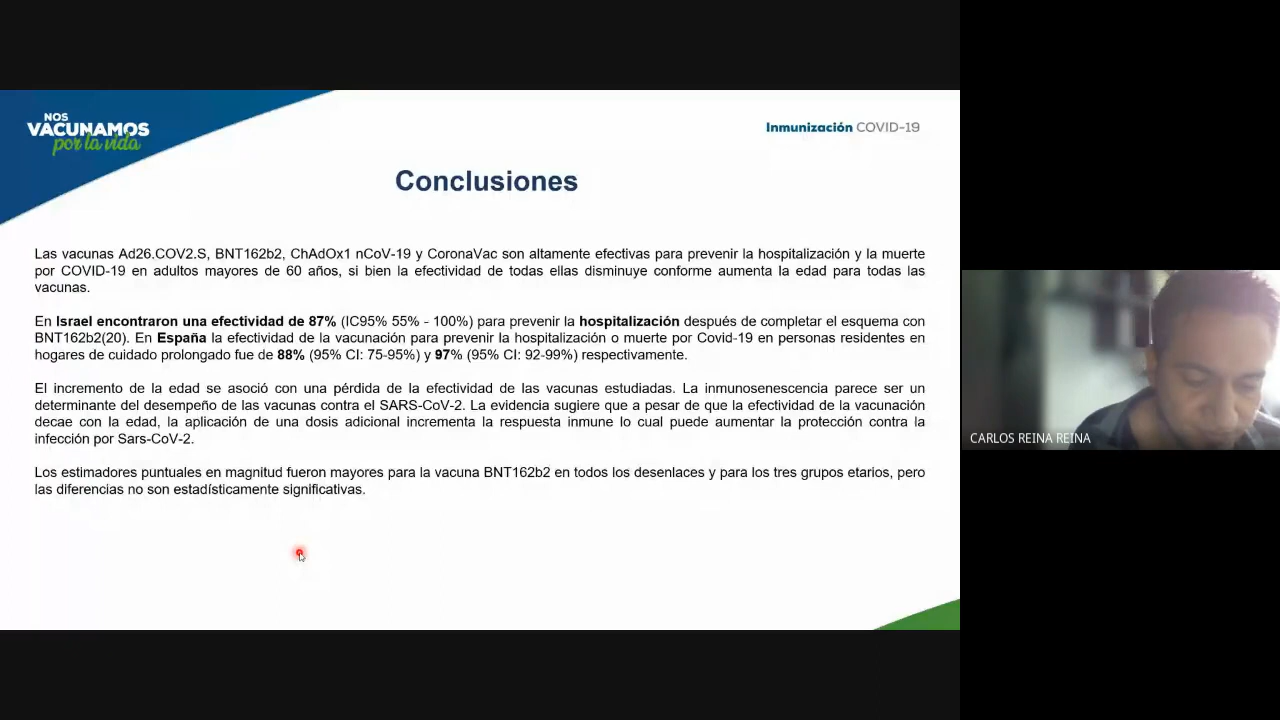 NOS
VACUNAMOS
por la vida
Inmunización COVID-19
Conclusiones
Las vacunas Ad26.COV2.S, BNT162b2, ChAdOx1 nCoV-19 y CoronaVac son altamente efectivas para prevenir la hospitalización y la muerte
por COVID-19 en adultos mayores de 60 años, si bien la efectividad de todas ellas disminuye conforme aumenta la edad para todas las
vacunas.
En Israel encontraron una efectividad de 87% (IC95% 55% - 100%) para prevenir la hospitalización después de completar el esquema con
BNT162b2(20). En España la efectividad de la vacunación para prevenir la hospitalización o muerte por Covid-19 en personas residentes en
hogares de cuidado prolongado fue de 88% (95% CI: 75-95%) y 97% (95% CI: 92-99%) respectivamente.
El incremento de la edad se asoció con una pérdida de la efectividad de las vacunas estudiadas. La inmunosenescencia parece ser un
determinante del desempeño de las vacunas contra el SARS-CoV-2. La evidencia sugiere que a pesar de que la efectividad de la vacunación
decae con la edad, la aplicación de una dosis adicional incrementa la respuesta inmune lo cual puede aumentar la protección contra la
infección por Sars-CoV-2.
Los estimadores puntuales en magnitud fueron mayores para la vacuna BNT162b2 en todos los desenlaces y para los tres grupos etarios, pero
las diferencias no son estadísticamente significativas.
CARLOS REINA REINA